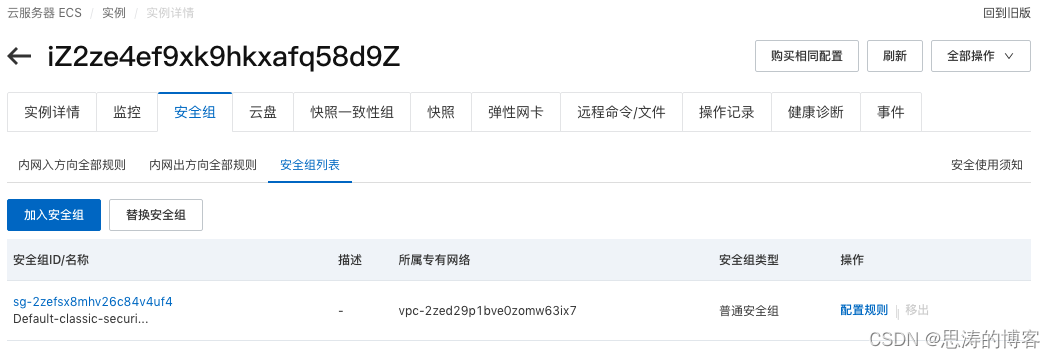 云服务器 ECS / 实例 / 实例详情 回到旧版
iZ2ze4ef9xk9hkxafq58d9Z 购买相同配置 刷新 全部操作
实例详情 监控 安全组 云盘 快照一致性组 快照 弹性网卡 远程命令/文件 操作记录 健康诊断 事件
内网入方向全部规则 内网出方向全部规则 安全组列表 安全使用须知
加入安全组 替换安全组
安全组ID/名称 描述 所属专有网络 安全组类型 操作
sg-2zefsx8mhv26c84v4uf4
Default-classic-securi... - vpc-2zed29p1bve0zomw63ix7 普通安全组 配置规则 | 移出
CSDN @思涛的博客